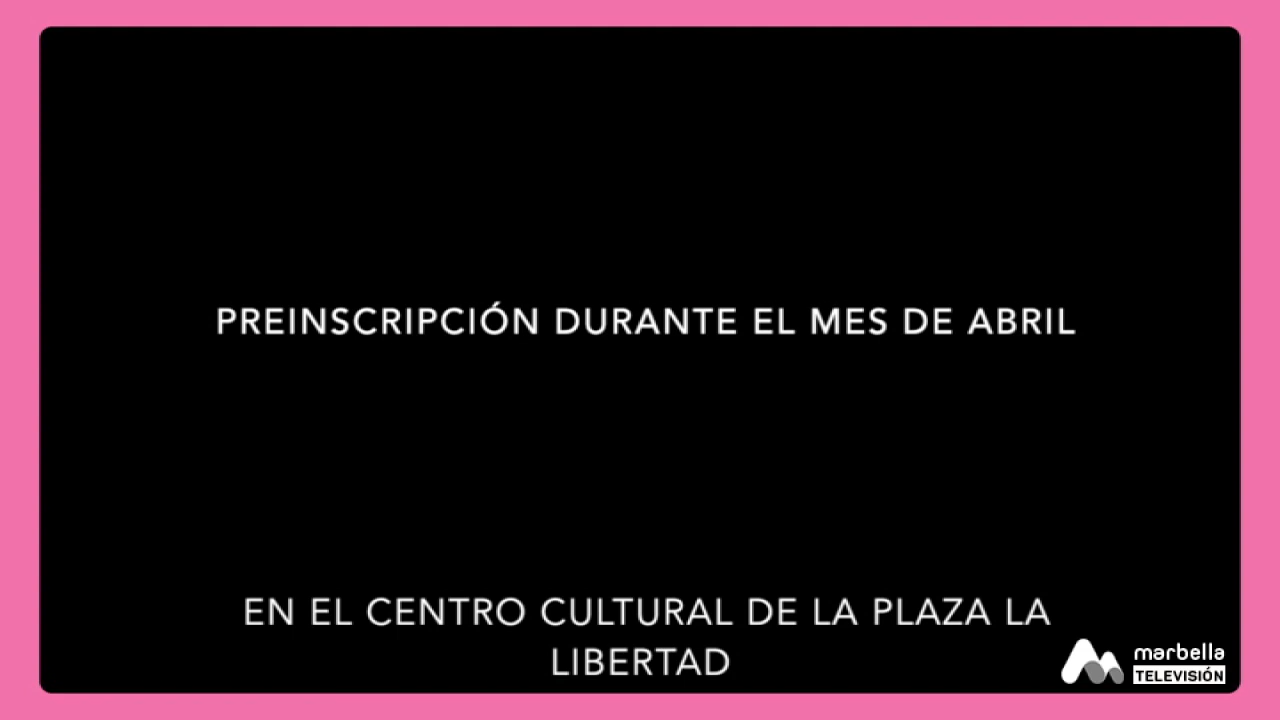 PREINSCRIPCIÓN DURANTE EL MES DE ABRIL
EN EL CENTRO CULTURAL DE LA PLAZA LA
LIBERTAD
marbella
TELEVISIÓN